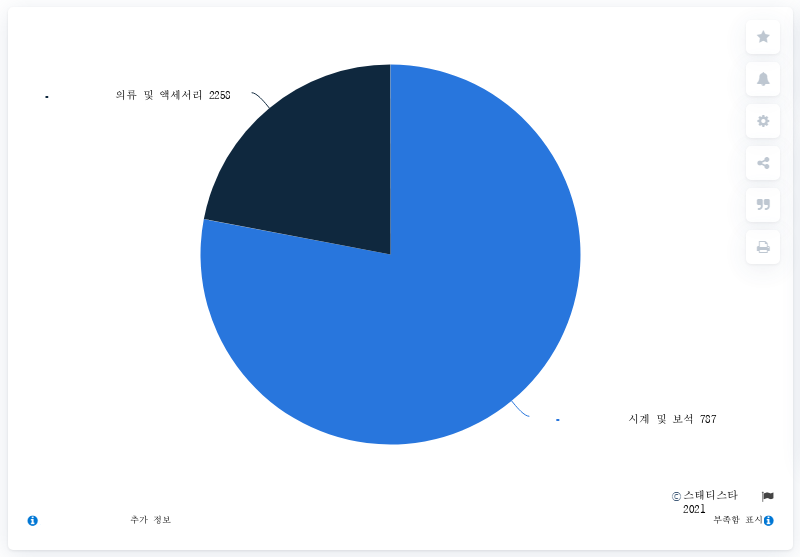 의류 및 액세서리 2258
시계 및 보석 787
© 스태티스타
2021
추가 정보
부족함 표시